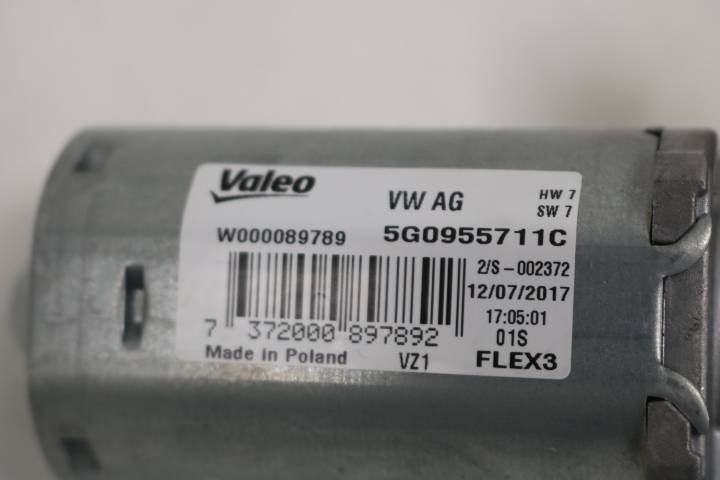 Valeo VW AG HW 7
SW 7
W000089789 5G0955711C
2/S-002372
12/07/2017
17:05:01
7 372000 897892 01S
Made in Poland VZ1 FLEX3